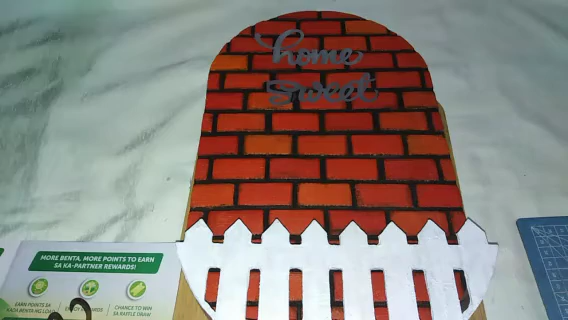 home
sweet
MORE BENTA, MORE POINTS TO EARN
SA KA-PARTNER REWARDS!
EARN POINTS
CHANCE TO WIN
SA RAFFLE DRAW